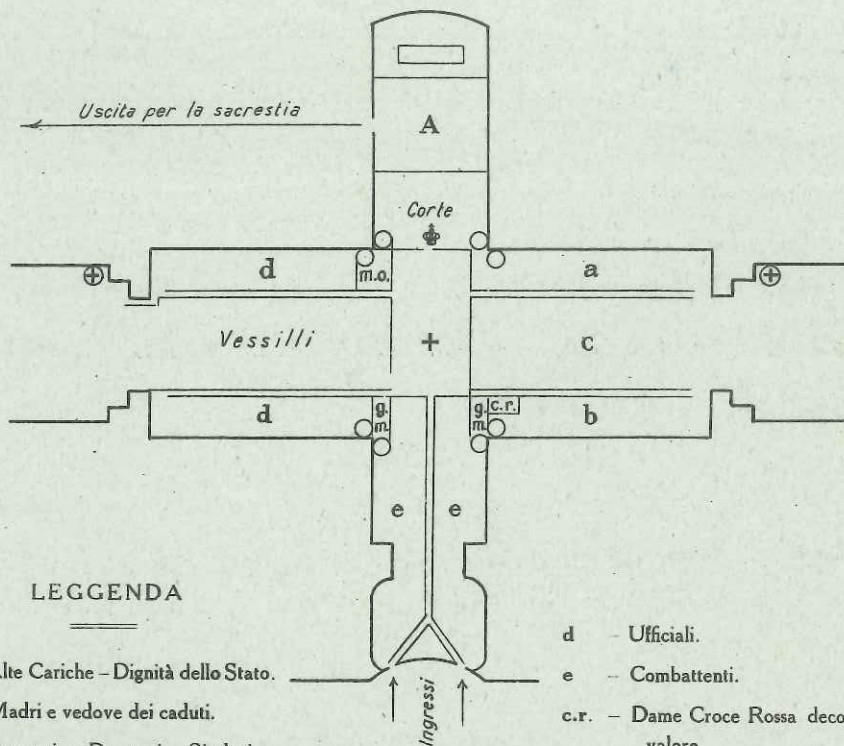 Uscita per la sacrestia
A
Corte
d
m.o.
a
Vessilli
+
c
d
g.
m.
g.
m.
c.r.
b
e
e
LEGGENDA
Alte Cariche – Dignità dello Stato.
Madri e vedove dei caduti.
Ingressi
d – Ufficiali.
e – Combattenti.
c.r. – Dame Croce Rossa deco
valore